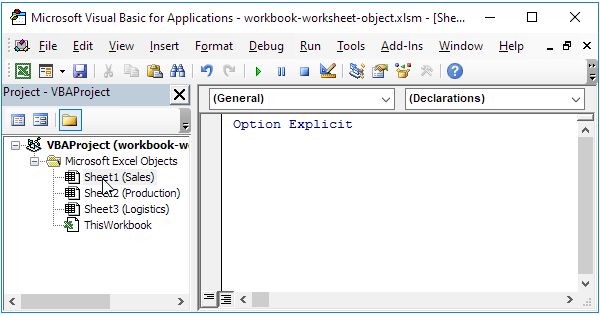 Microsoft Visual Basic for Applications - workbook-worksheet-object.xlsm - [She
File Edit View Insert Format Debug Run Tools Add-Ins Window Help
Project - VBAProject
(General) (Declarations)
Option Explicit
VBAProject (workbook-w
Microsoft Excel Objects
Sheet1 (Sales)
Sheet2 (Production)
Sheet3 (Logistics)
ThisWorkbook